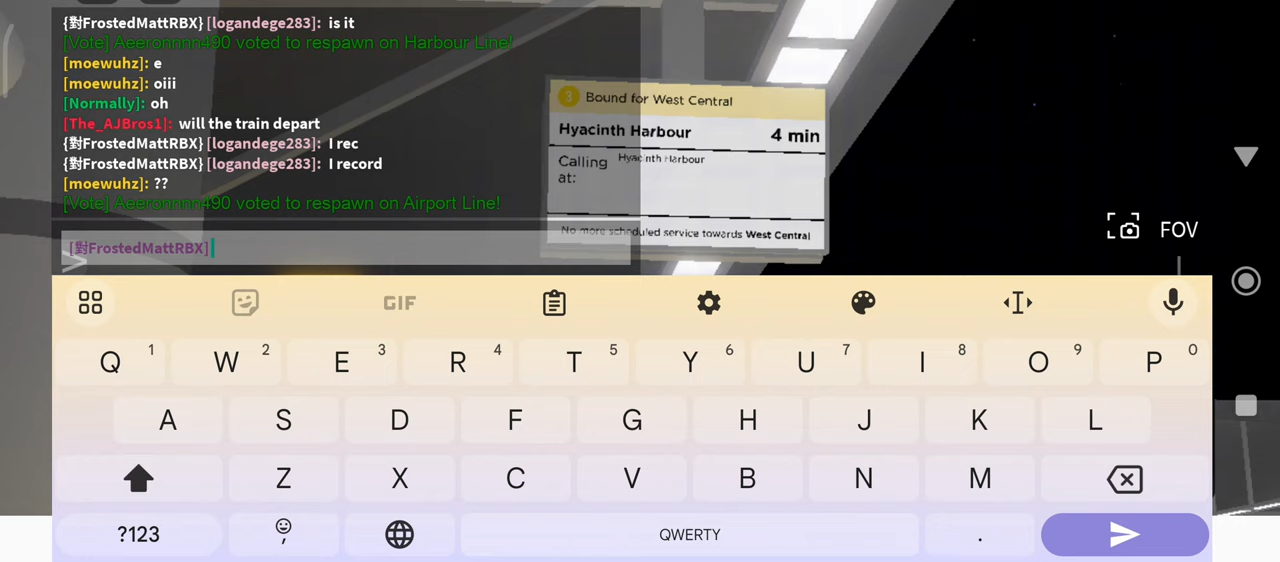 {對FrostedMattRBX} [logandege283]: is it
[Vote] Aeeronnnn490 voted to respawn on Harbour Line!
[moewuhz]: e
[moewuhz]: oiii
[Normally]: oh
[The_AJBros1]: will the train depart
{對FrostedMattRBX} [logandege283]: I rec
{對FrostedMattRBX} [logandege283]: I record
[moewuhz]: ??
[Vote] Aeeronnnn490 voted to respawn on Airport Line!
[對FrostedMattRBX]
>
3 Bound for West Central
Hyacinth Harbour 4 min
Calling at: Hyacinth Harbour
No more scheduled service towards West Central
FOV
GIF
Q 1 W 2 E 3 R 4 T 5 Y 6 U 7 I 8 O 9 P 0
A S D F G H J K L
Z X C V B N M
?123 , QWERTY .